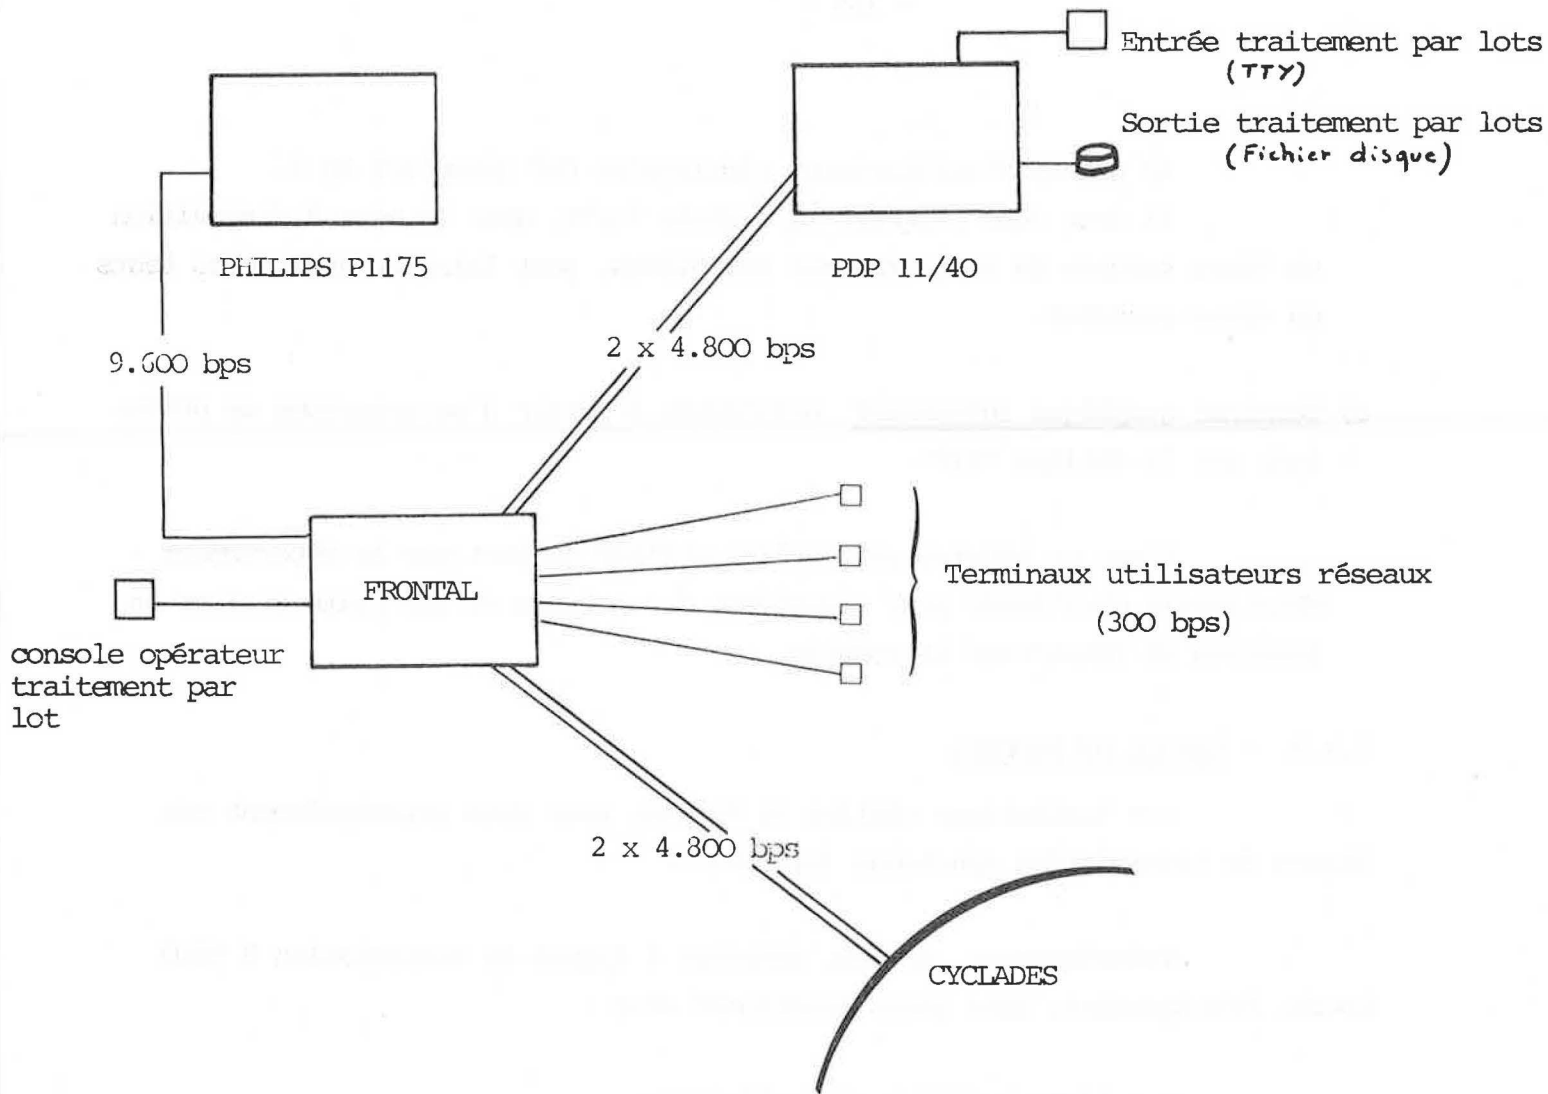 Entrée traitement par lots
(TTY)
Sortie traitement par lots
(Fichier disque)
PHILIPS P1175
PDP 11/40
9.600 bps
2 x 4.800 bps
FRONTAL
Terminaux utilisateurs réseaux
(300 bps)
console opérateur
traitement par
lot
2 x 4.800 bps
CYCLADES